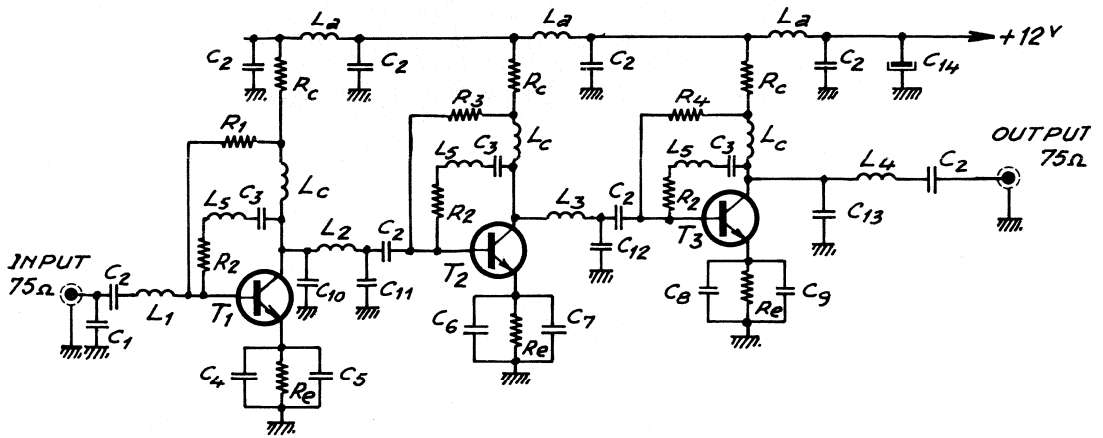 La
La
La
+12V
C2
Rc
C2
Rc
C2
Rc
C2
C14
R1
R3
R4
Lc
Lc
Lc
L5
C3
L5
C3
L5
C3
R2
R2
R2
OUTPUT
75Ω
L4
C2
C13
L3
C2
C12
T3
L2
C2
C10
C11
T2
INPUT
75Ω
C2
L1
C1
T1
C8
Re
C9
C6
Re
C7
C4
Re
C5